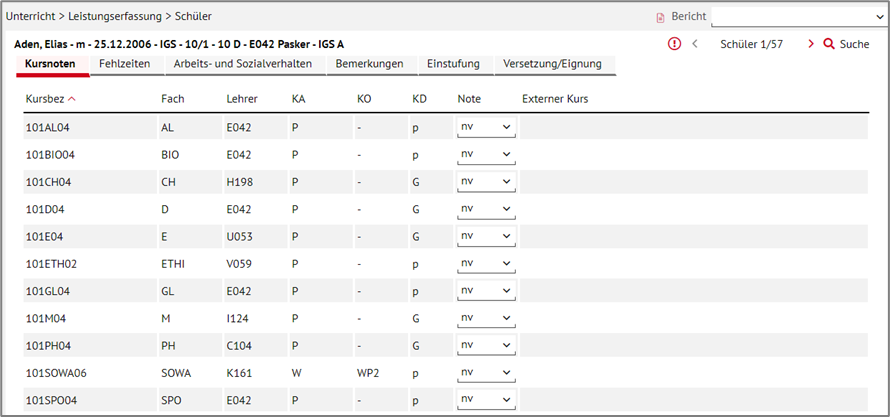 Unterricht > Leistungserfassung > Schüler Bericht
Aden, Elias - m - 25.12.2006 - IGS - 10/1 - 10 D - E042 Pasker - IGS A Schüler 1/57 Suche
Kursnoten Fehlzeiten Arbeits- und Sozialverhalten Bemerkungen Einstufung Versetzung/Eignung
Kursbez Fach Lehrer KA KO KD Note Externer Kurs
101AL04 AL E042 P - p nv
101BIO04 BIO E042 P - p nv
101CH04 CH H198 P - G nv
101D04 D E042 P - G nv
101E04 E U053 P - G nv
101ETH02 ETHI V059 P - p nv
101GL04 GL E042 P - p nv
101M04 M I124 P - G nv
101PH04 PH C104 P - G nv
101SOWA06 SOWA K161 W WP2 p nv
101SPO04 SPO E042 P - p nv